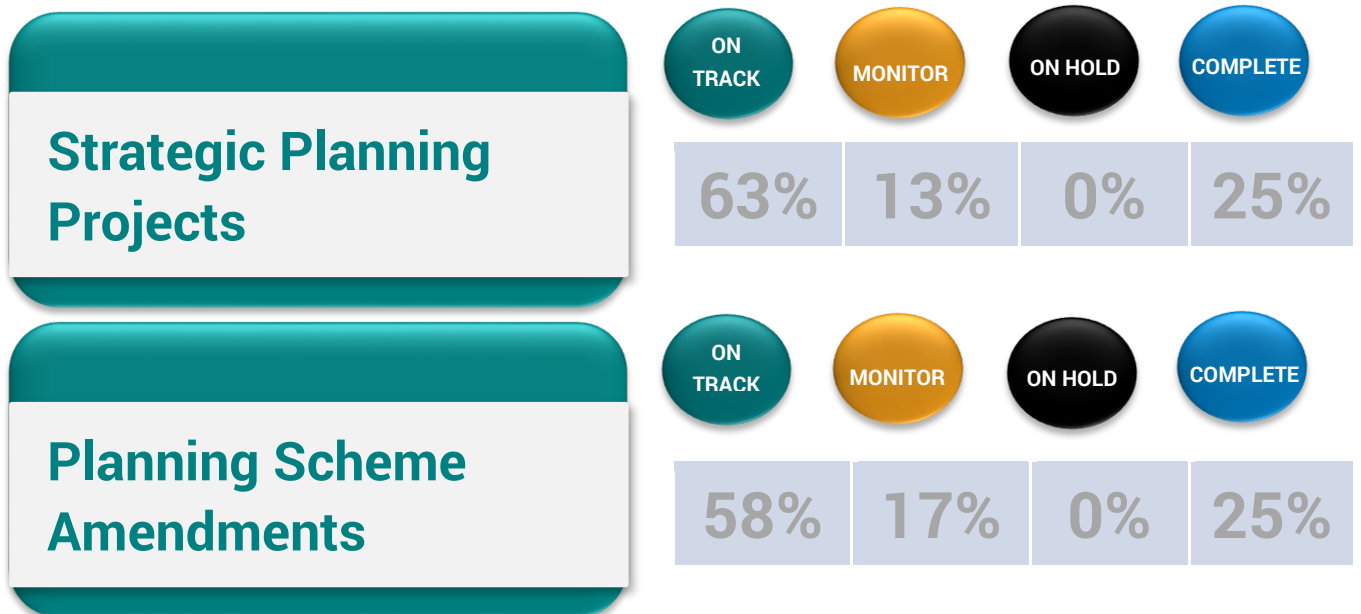 Strategic Planning
Projects
ON
TRACK
MONITOR
ON HOLD
COMPLETE
63%
13%
0%
25%
Planning Scheme
Amendments
ON
TRACK
MONITOR
ON HOLD
COMPLETE
58%
17%
0%
25%